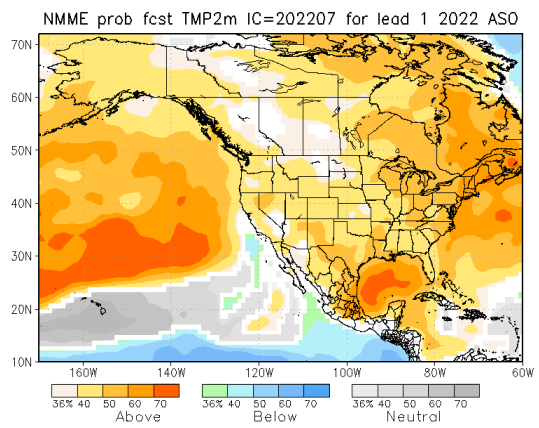 NMME prob fcst TMP2m IC=202207 for lead 1 2022 ASO
70N
60N
50N
40N
30N
20N
10N
160W 140W 120W 100W 80W 60W
36% 40 50 60 70 36% 40 50 60 70 36% 40 50 60 70
Above Below Neutral